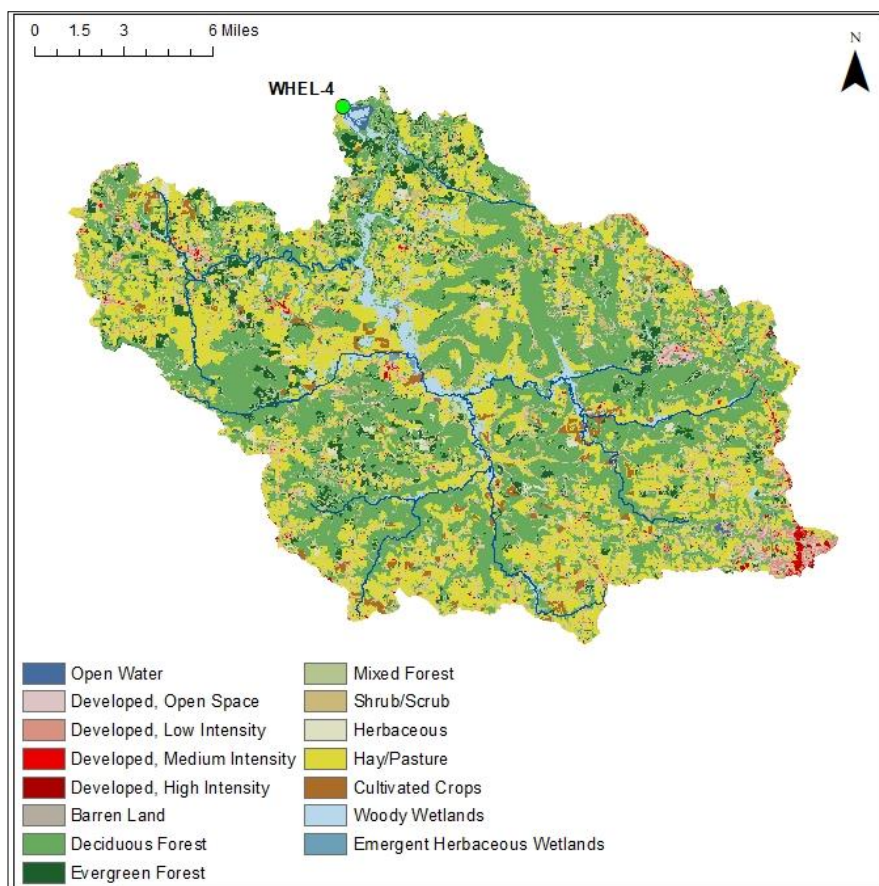 0 1.5 3 6 Miles
N
WHEL-4
Open Water
Developed, Open Space
Developed, Low Intensity
Developed, Medium Intensity
Developed, High Intensity
Barren Land
Deciduous Forest
Evergreen Forest
Mixed Forest
Shrub/Scrub
Herbaceous
Hay/Pasture
Cultivated Crops
Woody Wetlands
Emergent Herbaceous Wetlands